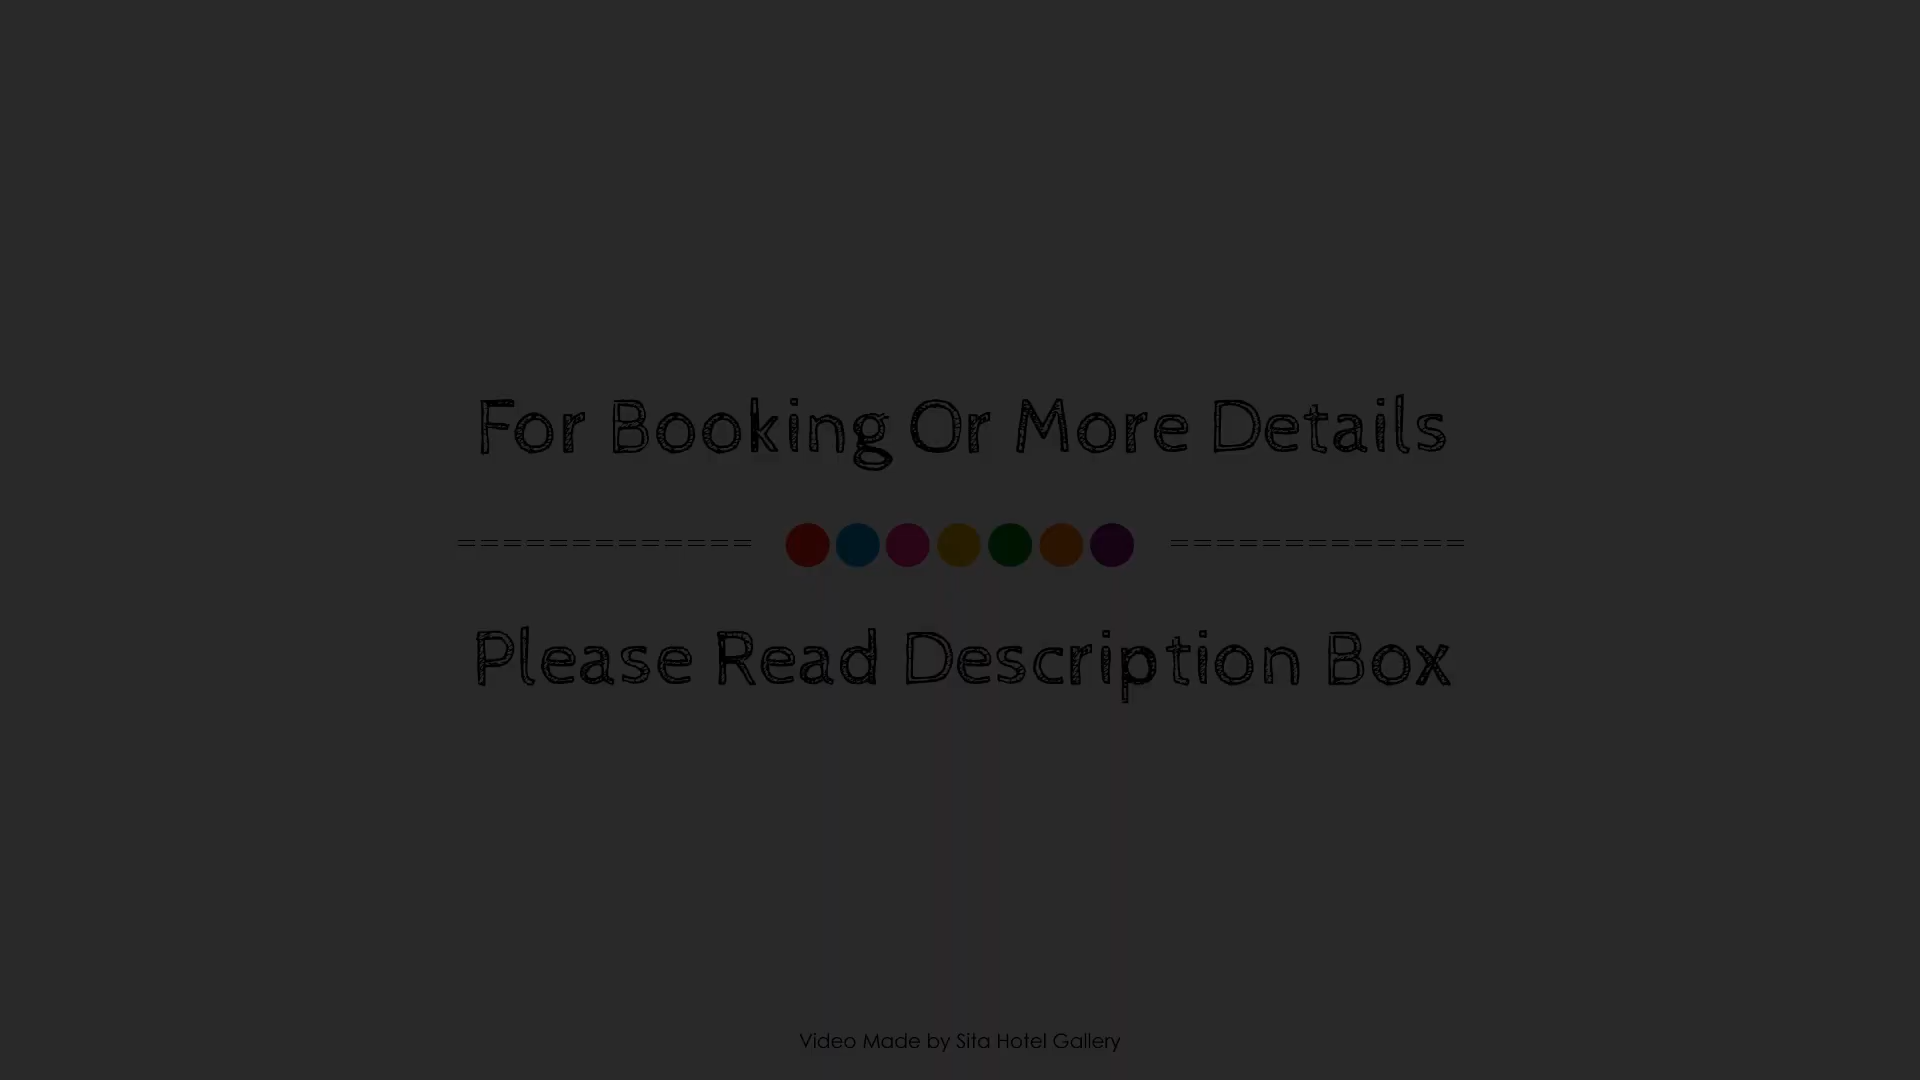 For Booking Or More Details
============= =============
Please Read Description Box
Video Made by Sita Hotel Gallery